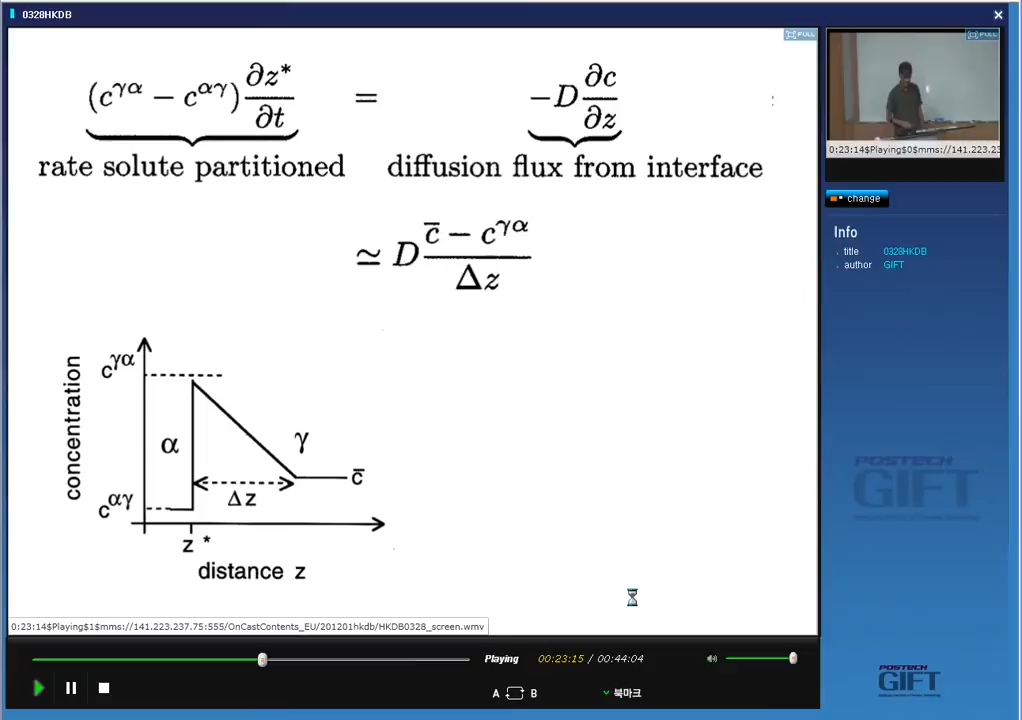 0328HKDB
FULL
(c^{γα} − c^{αγ}) ∂z*/∂t = −D ∂c/∂z
rate solute partitioned diffusion flux from interface
≃ D (c̄ − c^{γα})/Δz
concentration
c^{γα}
α
γ
c̄
Δz
c^{αγ}
z *
distance z
0:23:14$Playing$1$mms://141.223.237.75:555/OnCastContents_EU/201201hkdb/HKDB0328_screen.wmv
Playing 00:23:15 / 00:44:04
A B 북마크
FULL
0:23:14$Playing$0$mms://141.223.23
change
Info
. title 0328HKDB
. author GIFT
POSTECH
GIFT
POSTECH
GIFT